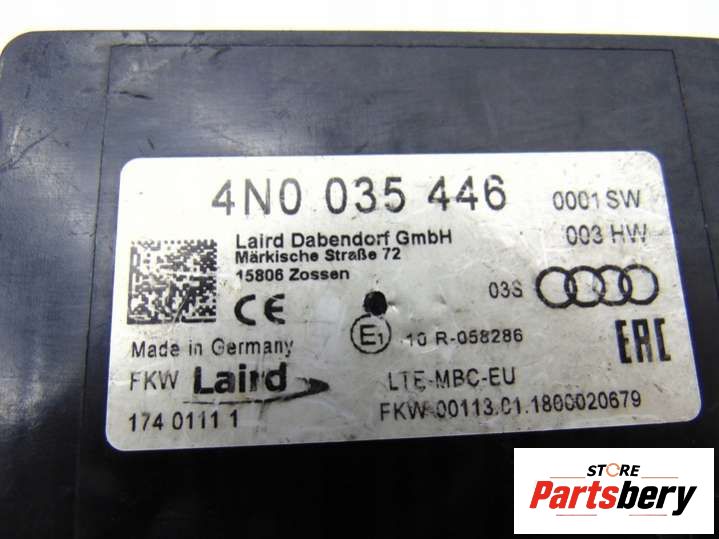 4N0 035 446
0001 SW
003 HW
Laird Dabendorf GmbH
Märkische Straße 72
15806 Zossen
03S
CE
E1
10 R-058286
EAC
Made in Germany
FKW Laird
LTE-MBC-EU
174 0111 1
FKW-00113.01.1800020679
STORE
Partsbery